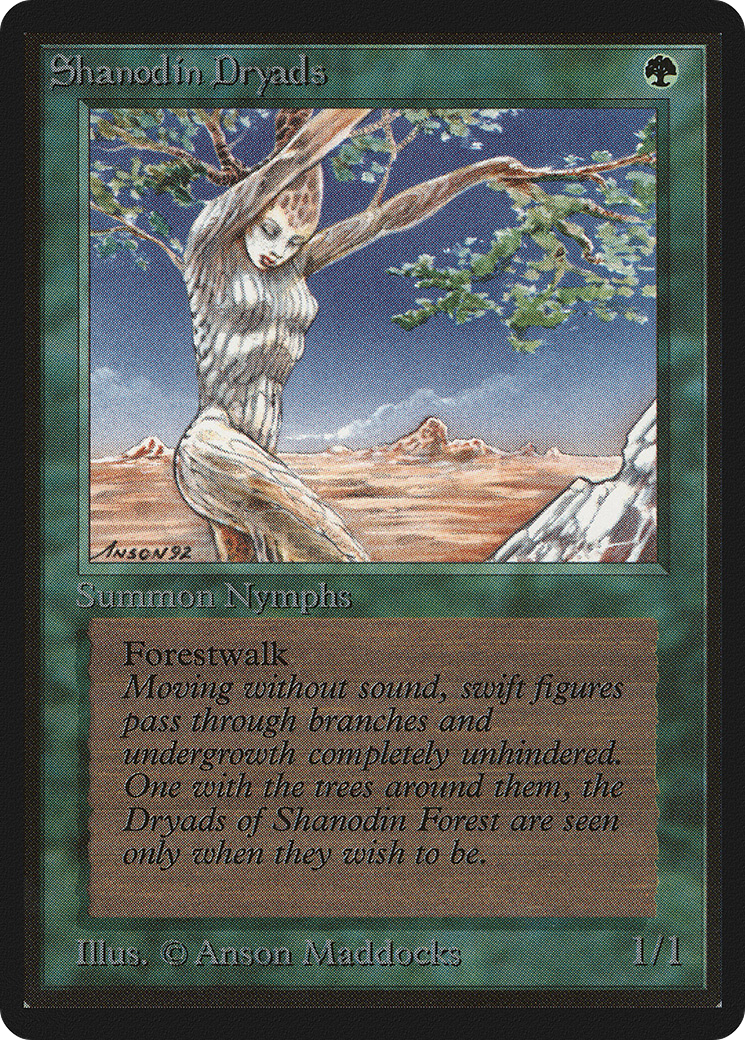 Shanodin Dryads
ANSON 92
Summon Nymphs
Forestwalk
Moving without sound, swift figures
pass through branches and
undergrowth completely unhindered.
One with the trees around them, the
Dryads of Shanodin Forest are seen
only when they wish to be.
Illus. © Anson Maddocks
1/1